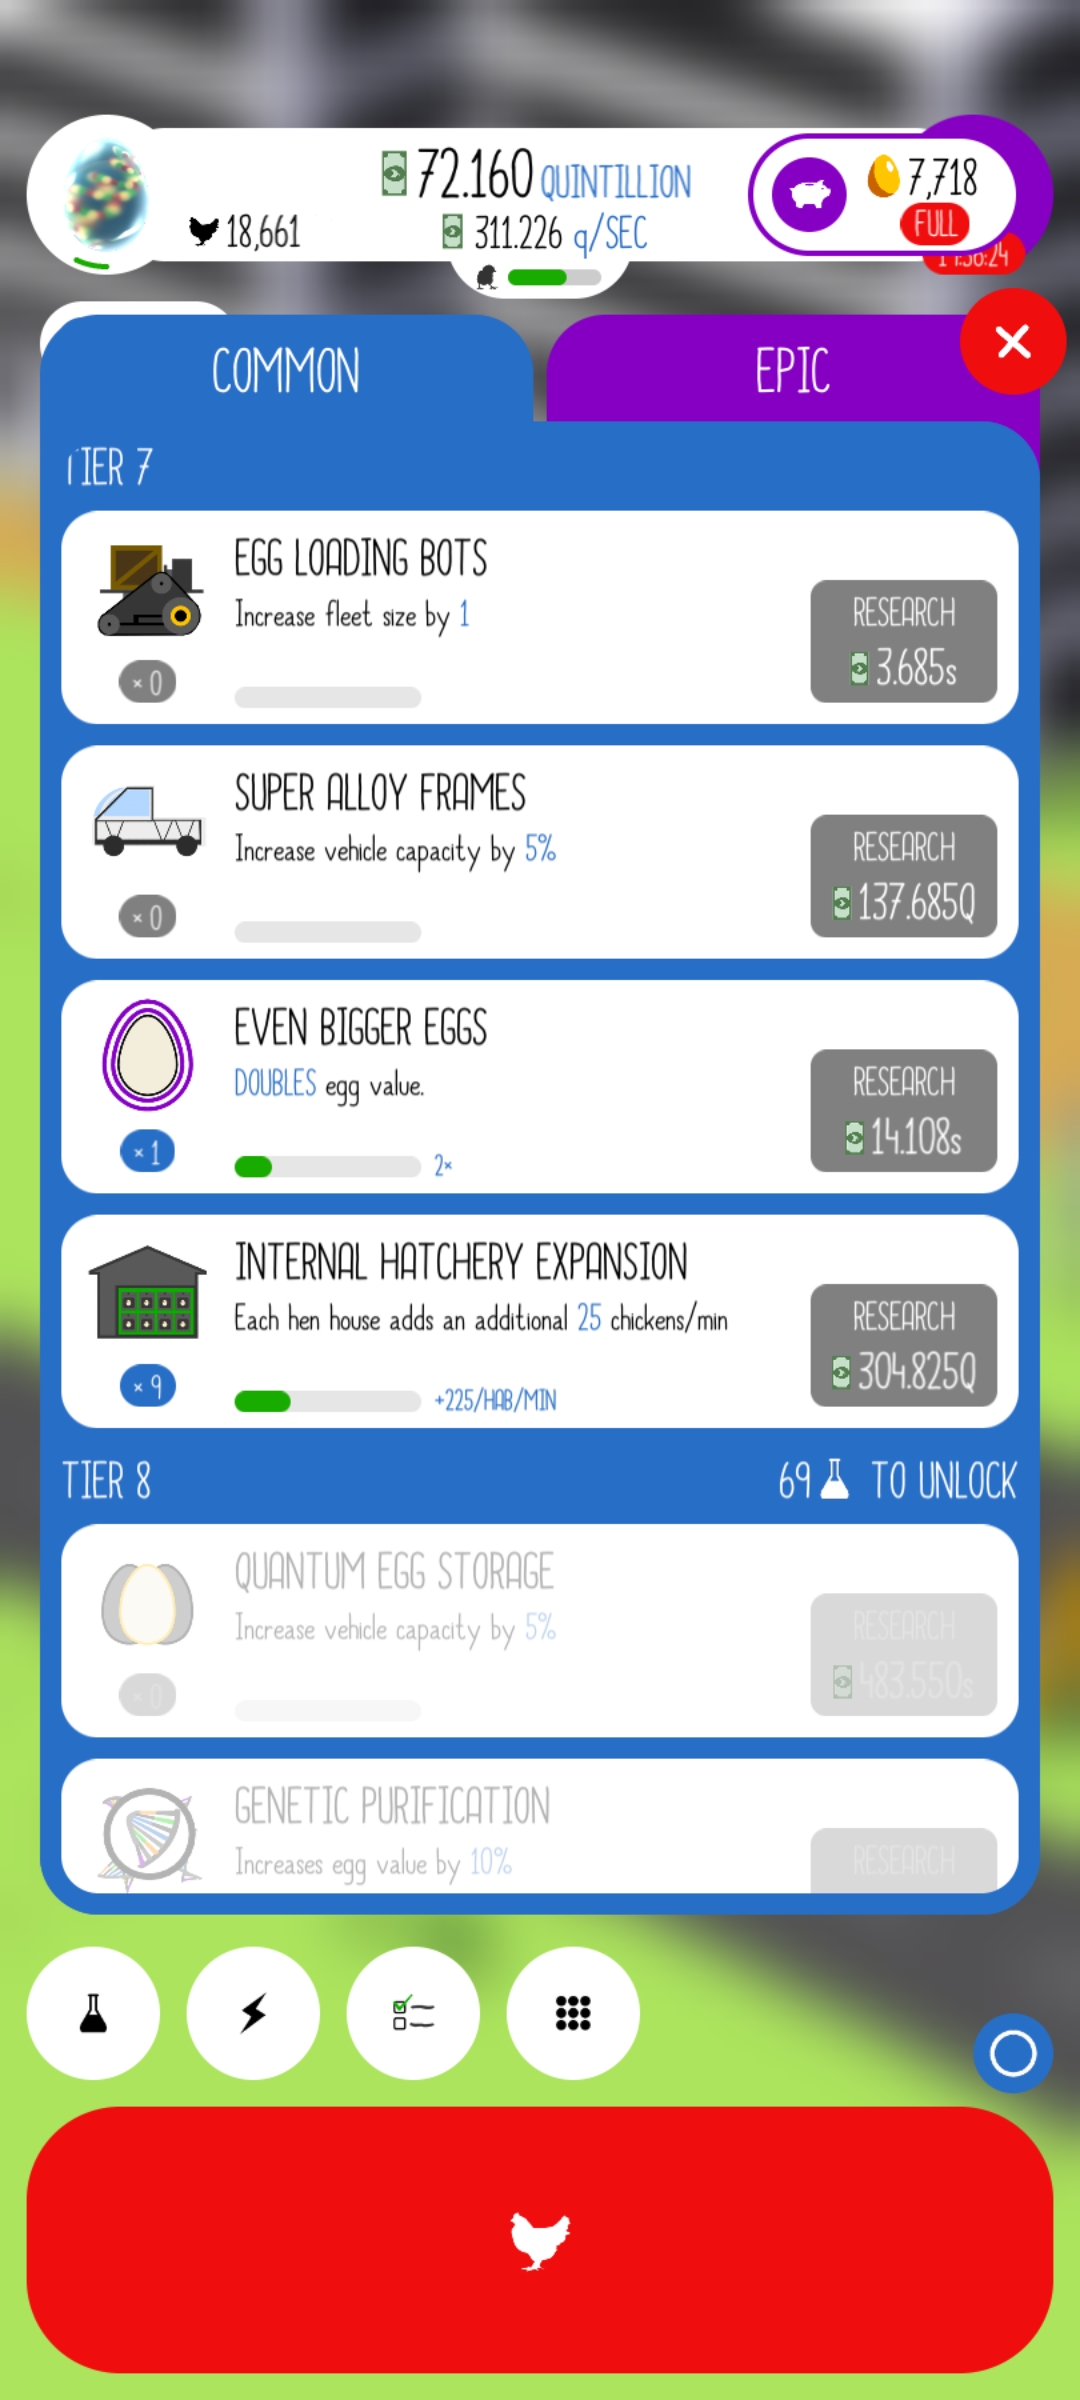 72.160 QUINTILLION
7,718
18,661
311.226 q/SEC
FULL
COMMON
EPIC
TIER 7
EGG LOADING BOTS
Increase fleet size by 1
RESEARCH
3.685s
× 0
SUPER ALLOY FRAMES
Increase vehicle capacity by 5%
RESEARCH
137.685Q
× 0
EVEN BIGGER EGGS
DOUBLES egg value.
RESEARCH
14.108s
× 1
2×
INTERNAL HATCHERY EXPANSION
Each hen house adds an additional 25 chickens/min
RESEARCH
304.825Q
× 9
+225/HAB/MIN
TIER 8
69 TO UNLOCK
QUANTUM EGG STORAGE
Increase vehicle capacity by 5%
RESEARCH
483.550s
× 0
GENETIC PURIFICATION
Increases egg value by 10%
RESEARCH